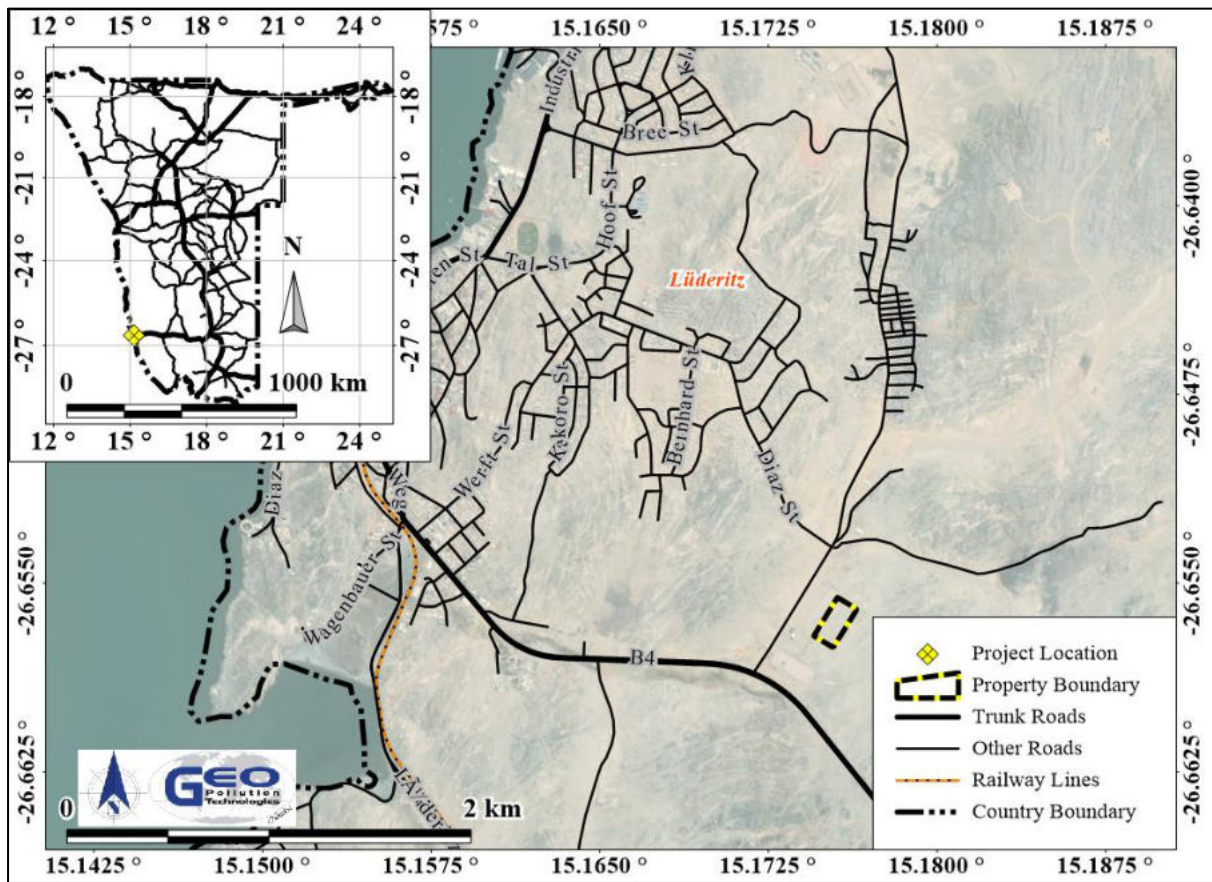 12 ° 15 ° 18 ° 21 ° 24 °
575 ° 15.1650 ° 15.1725 ° 15.1800 ° 15.1875 °
-18 °
-21 °
-24 °
-27 °
-18 °
-21 °
-24 °
-27 °
N
0 1000 km
12 ° 15 ° 18 ° 21 ° 24 °
Industri
Bree-St
Hoof-St
en-St
Tal-St
Lüderitz
Kakoro-St
Bernhard-St
Werft-St
Diaz-St
Diaz
Weg
Wagenbauer-St
B4
-26.6400 °
-26.6475 °
-26.6550 °
-26.6625 °
Project Location
Property Boundary
Trunk Roads
Other Roads
Railway Lines
Country Boundary
GEO
Pollution
Technologies
0 2 km
-26.6550 °
-26.6625 °
15.1425 ° 15.1500 ° 15.1575 ° 15.1650 ° 15.1725 ° 15.1800 ° 15.1875 °